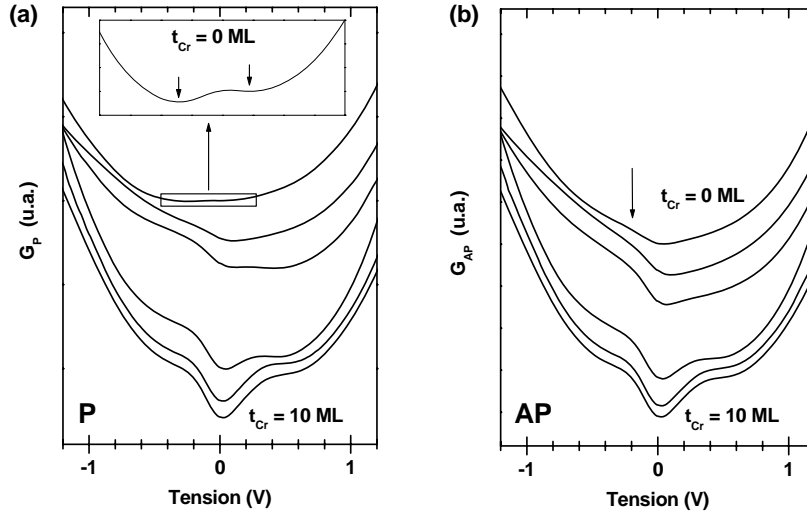 (a)
t_Cr = 0 ML
G_P (u.a.)
P
t_Cr = 10 ML
-1 0 1
Tension (V)
(b)
t_Cr = 0 ML
G_AP (u.a.)
AP
t_Cr = 10 ML
-1 0 1
Tension (V)